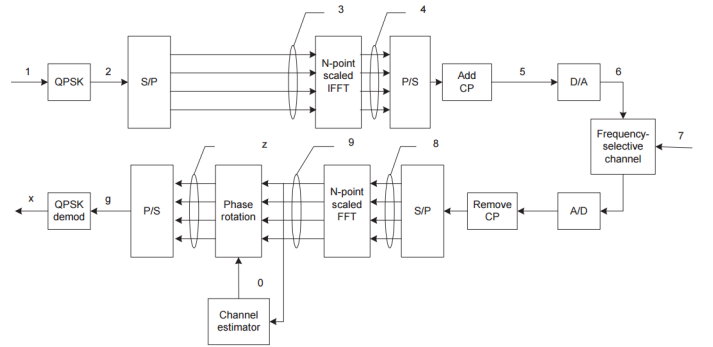 3
4
1
QPSK
2
S/P
N-point
scaled
IFFT
P/S
Add
CP
5
D/A
6
Frequency-
selective
channel
7
x
QPSK
demod
g
P/S
z
Phase
rotation
9
N-point
scaled
FFT
8
S/P
Remove
CP
A/D
0
Channel
estimator